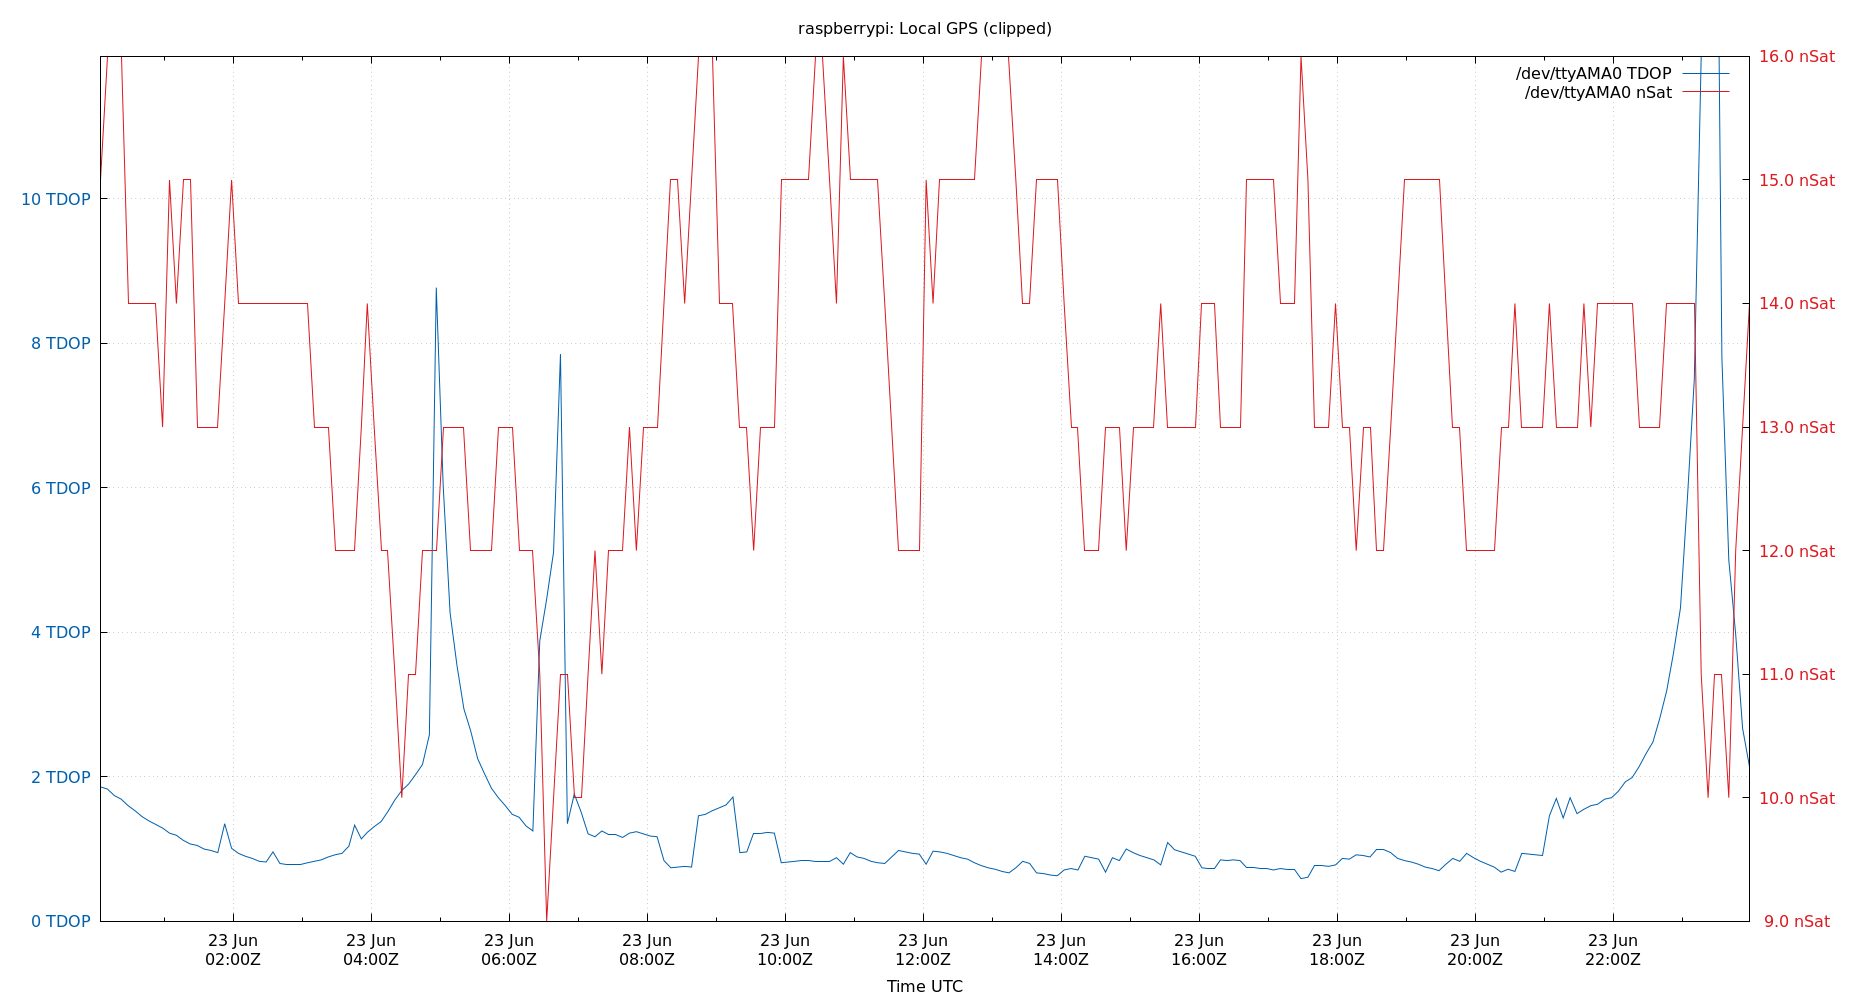 raspberrypi: Local GPS (clipped)
/dev/ttyAMA0 TDOP
/dev/ttyAMA0 nSat
10 TDOP
8 TDOP
6 TDOP
4 TDOP
2 TDOP
0 TDOP
16.0 nSat
15.0 nSat
14.0 nSat
13.0 nSat
12.0 nSat
11.0 nSat
10.0 nSat
9.0 nSat
23 Jun
02:00Z
23 Jun
04:00Z
23 Jun
06:00Z
23 Jun
08:00Z
23 Jun
10:00Z
23 Jun
12:00Z
23 Jun
14:00Z
23 Jun
16:00Z
23 Jun
18:00Z
23 Jun
20:00Z
23 Jun
22:00Z
Time UTC